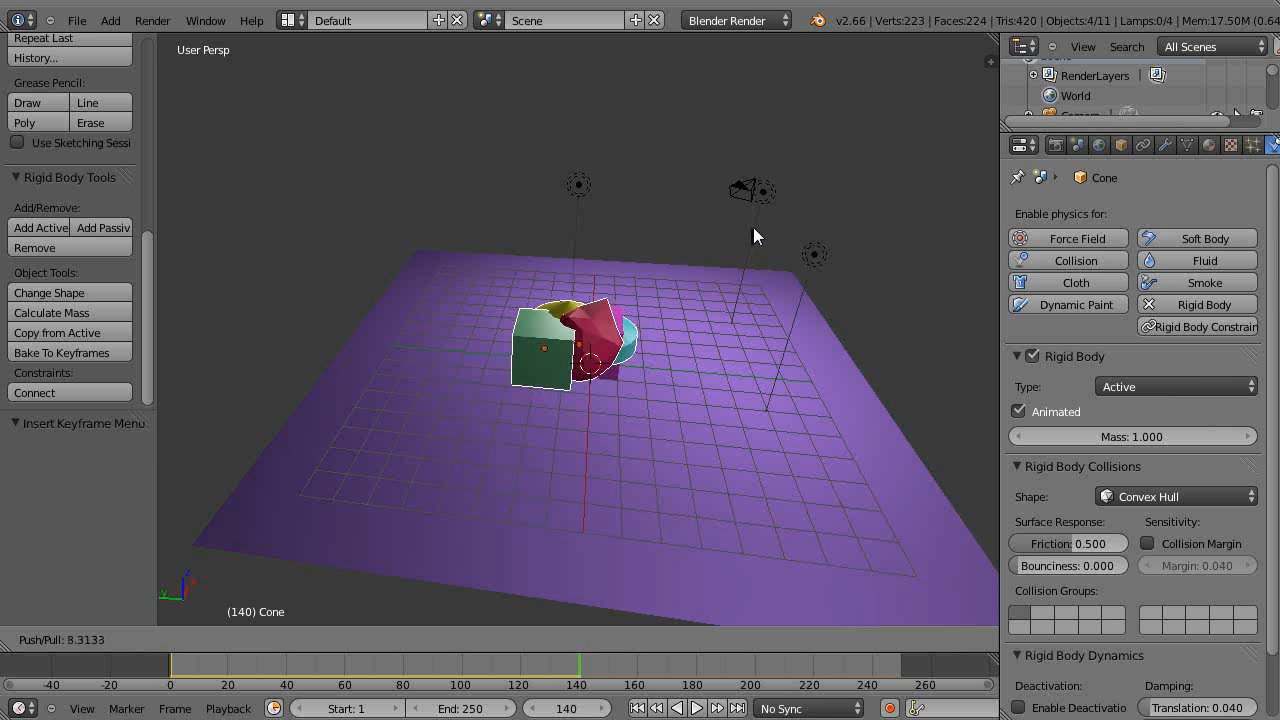 File Add Render Window Help Default Scene Blender Render v2.66 | Verts:223 | Faces:224 | Tris:420 | Objects:4/11 | Lamps:0/4 | Mem:17.50M (0.64
Repeat Last
History...
Grease Pencil:
Draw Line
Poly Erase
Use Sketching Sessi
Rigid Body Tools
Add/Remove:
Add Active Add Passiv
Remove
Object Tools:
Change Shape
Calculate Mass
Copy from Active
Bake To Keyframes
Constraints:
Connect
Insert Keyframe Menu
User Persp
z
y
(140) Cone
Push/Pull: 8.3133
View Search All Scenes
RenderLayers
World
Cone
Enable physics for:
Force Field Soft Body
Collision Fluid
Cloth Smoke
Dynamic Paint Rigid Body
Rigid Body Constrain
Rigid Body
Type: Active
Animated
Mass: 1.000
Rigid Body Collisions
Shape: Convex Hull
Surface Response: Sensitivity:
Friction: 0.500 Collision Margin
Bounciness: 0.000 Margin: 0.040
Collision Groups:
Rigid Body Dynamics
Deactivation: Damping:
Enable Deactivatio Translation: 0.040
-40 -20 0 20 40 60 80 100 120 140 160 180 200 220 240 260
View Marker Frame Playback Start: 1 End: 250 140 No Sync